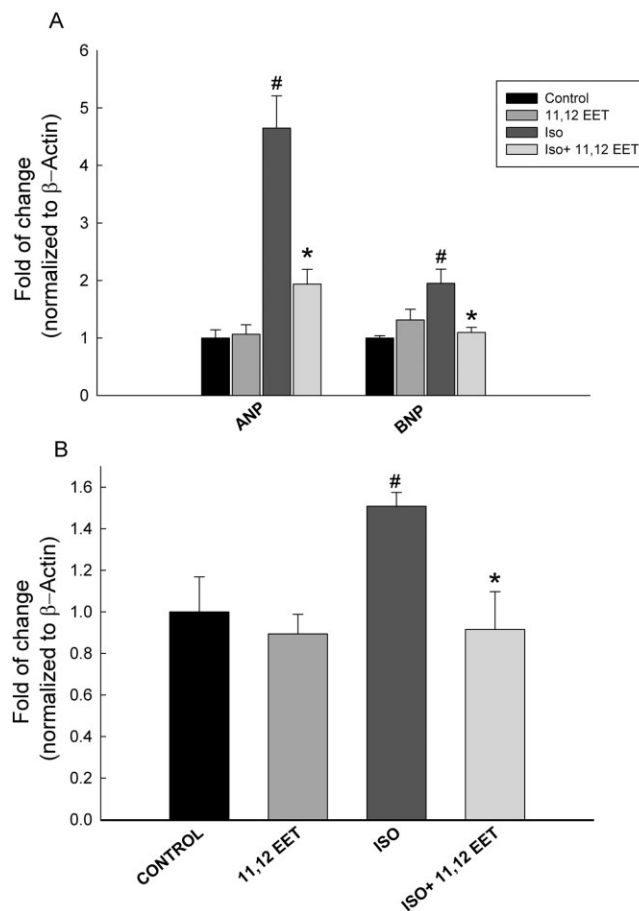 A
Fold of change
(normalized to β−Actin)
6
5
4
3
2
1
0
#
*
#
*
Control
11,12 EET
Iso
Iso+ 11,12 EET
ANP
BNP
B
Fold of change
(normalized to β−Actin)
1.6
1.4
1.2
1.0
0.8
0.6
0.4
0.2
0.0
#
*
CONTROL
11,12 EET
ISO
ISO+ 11,12 EET